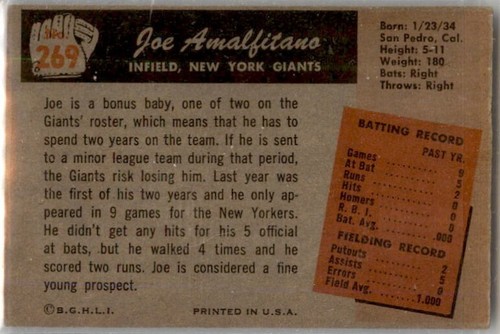 NO.
269
Joe Amalfitano
INFIELD, NEW YORK GIANTS
Born: 1/23/34
San Pedro, Cal.
Height: 5-11
Weight: 180
Bats: Right
Throws: Right
Joe is a bonus baby, one of two on the
Giants' roster, which means that he has to
spend two years on the team. If he is sent
to a minor league team during that period,
the Giants risk losing him. Last year was
the first of his two years and he only ap-
peared in 9 games for the New Yorkers.
He didn't get any hits for his 5 official
at bats, but he walked 4 times and he
scored two runs. Joe is considered a fine
young prospect.
BATTING RECORD
PAST YR.
Games ........ 9
At Bat ........ 5
Runs ........ 2
Hits ........ 0
Homers ........ 0
R. B. I. ........ 0
Bat. Avg. ........ .000
FIELDING RECORD
Putouts ........ 2
Assists ........ 2
Errors ........ 0
Field Avg. ........ 1.000
©B.G.H.L.I.
PRINTED IN U.S.A.